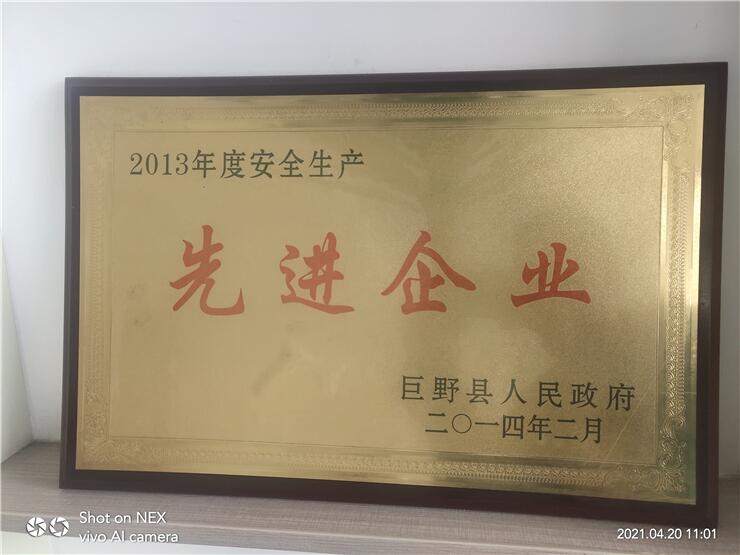 2013年度安全生产
先进企业
巨野县人民政府
二〇一四年二月
Shot on NEX
vivo AI camera
2021.04.20 11:01